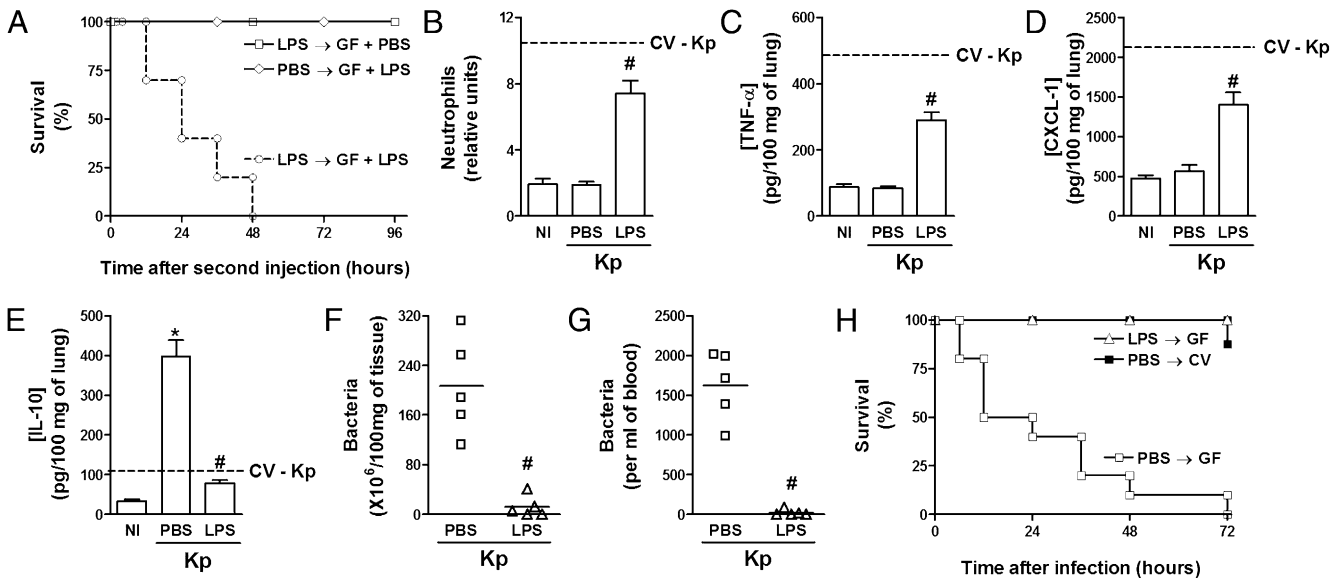 A
Survival
(%)
100
75
50
25
0
LPS → GF + PBS
PBS → GF + LPS
LPS → GF + LPS
0 24 48 72 96
Time after second injection (hours)
B
Neutrophils
(relative units)
12
8
4
0
CV - Kp
#
NI PBS LPS
Kp
C
[TNF-α]
(pg/100 mg of lung)
600
400
200
0
CV - Kp
#
NI PBS LPS
Kp
D
[CXCL-1]
(pg/100 mg of lung)
2500
2000
1500
1000
500
0
CV - Kp
#
NI PBS LPS
Kp
E
[IL-10]
(pg/100 mg of lung)
500
400
300
200
100
0
*
#
CV - Kp
NI PBS LPS
Kp
F
Bacteria
(X10⁶/100mg of tissue)
320
240
160
80
0
#
PBS LPS
Kp
G
Bacteria
(per ml of blood)
2500
2000
1500
1000
500
0
#
PBS LPS
Kp
H
Survival
(%)
100
75
50
25
0
LPS → GF
PBS → CV
PBS → GF
0 24 48 72
Time after infection (hours)